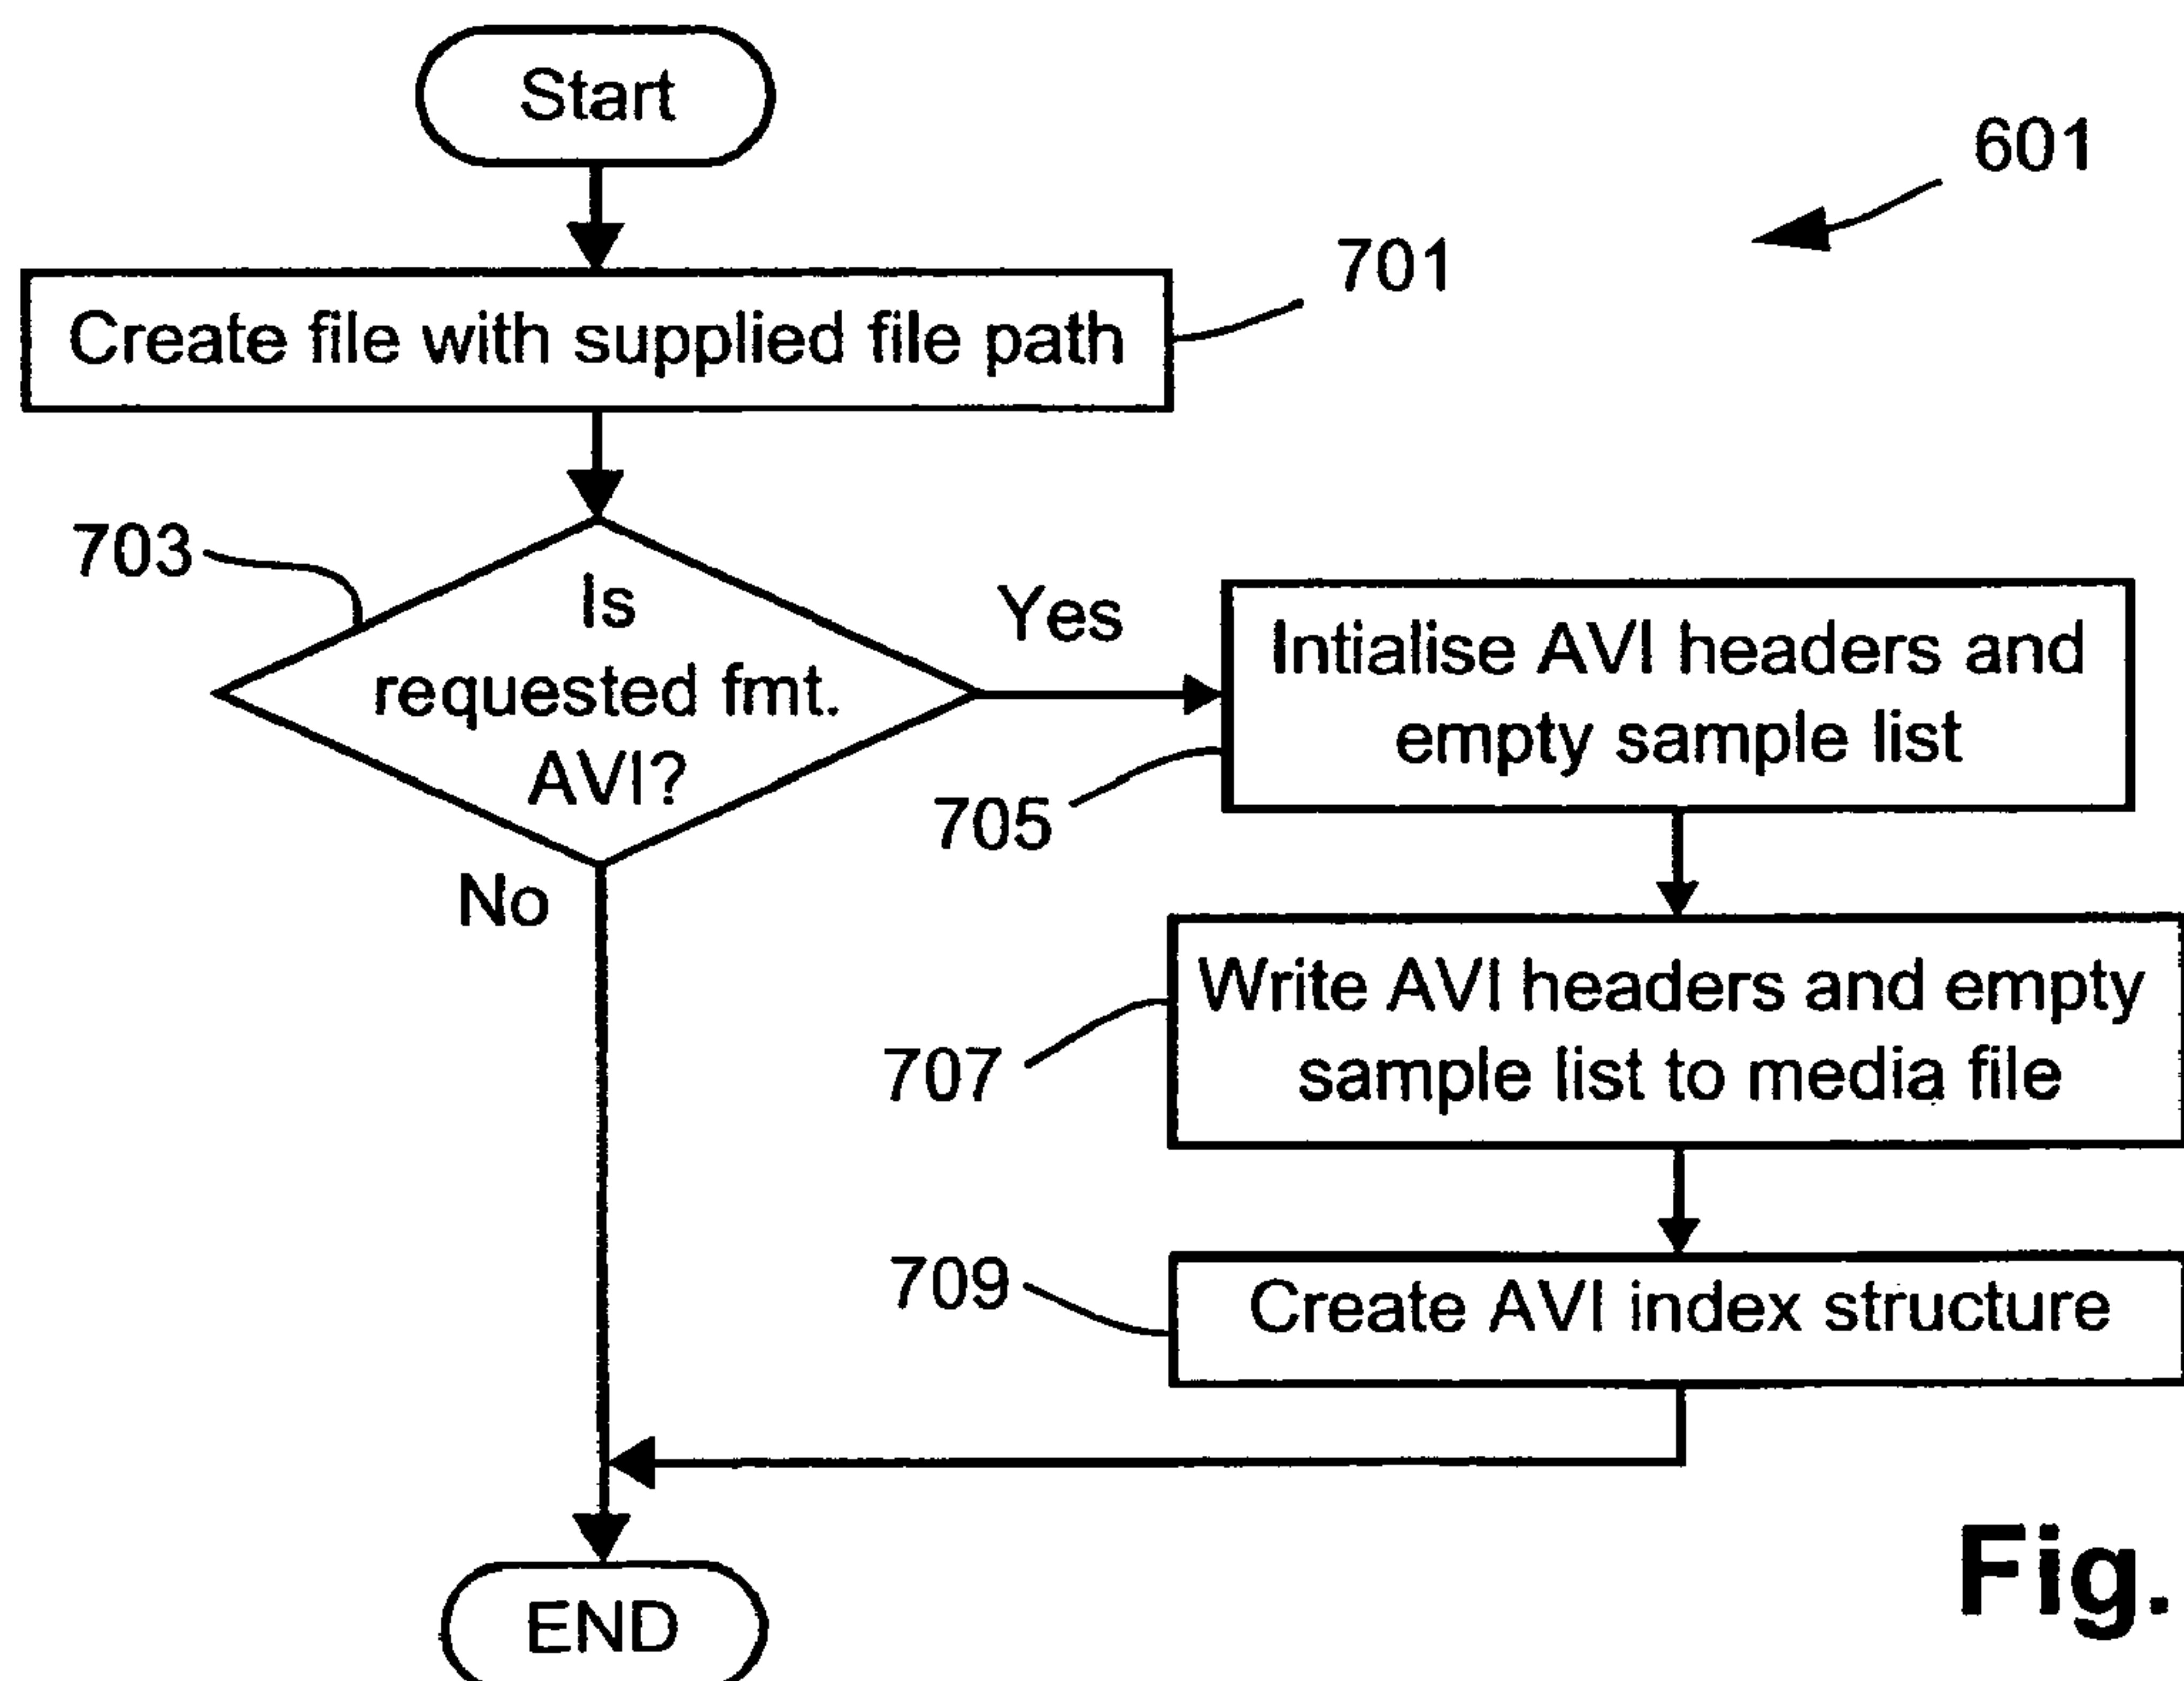 Start
601
701
Create file with supplied file path
703
Is
requested fmt.
AVI?
Yes
Intialise AVI headers and
empty sample list
705
No
Write AVI headers and empty
sample list to media file
707
709
Create AVI index structure
END
Fig.